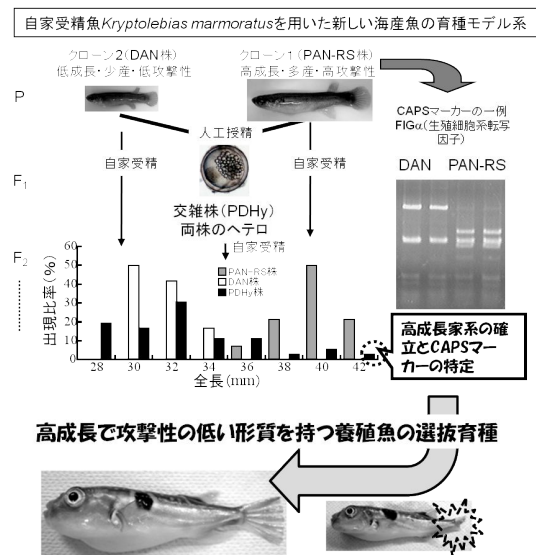 自家受精魚Kryptolebias marmoratusを用いた新しい海産魚の育種モデル系
クローン2(DAN株)
低成長・少産・低攻撃性
クローン1(PAN-RS株)
高成長・多産・高攻撃性
P
人工授精
自家受精
自家受精
F1
交雑株(PDHy)
両株のヘテロ
自家受精
F2
CAPSマーカーの一例
FIGα(生殖細胞系転写
因子)
DAN PAN-RS
出現比率(%)
60
50
40
30
20
10
0
PAN-RS株
DAN株
PDHy株
28 30 32 34 36 38 40 42
全長(mm)
高成長家系の確
立とCAPSマー
カーの特定
高成長で攻撃性の低い形質を持つ養殖魚の選抜育種